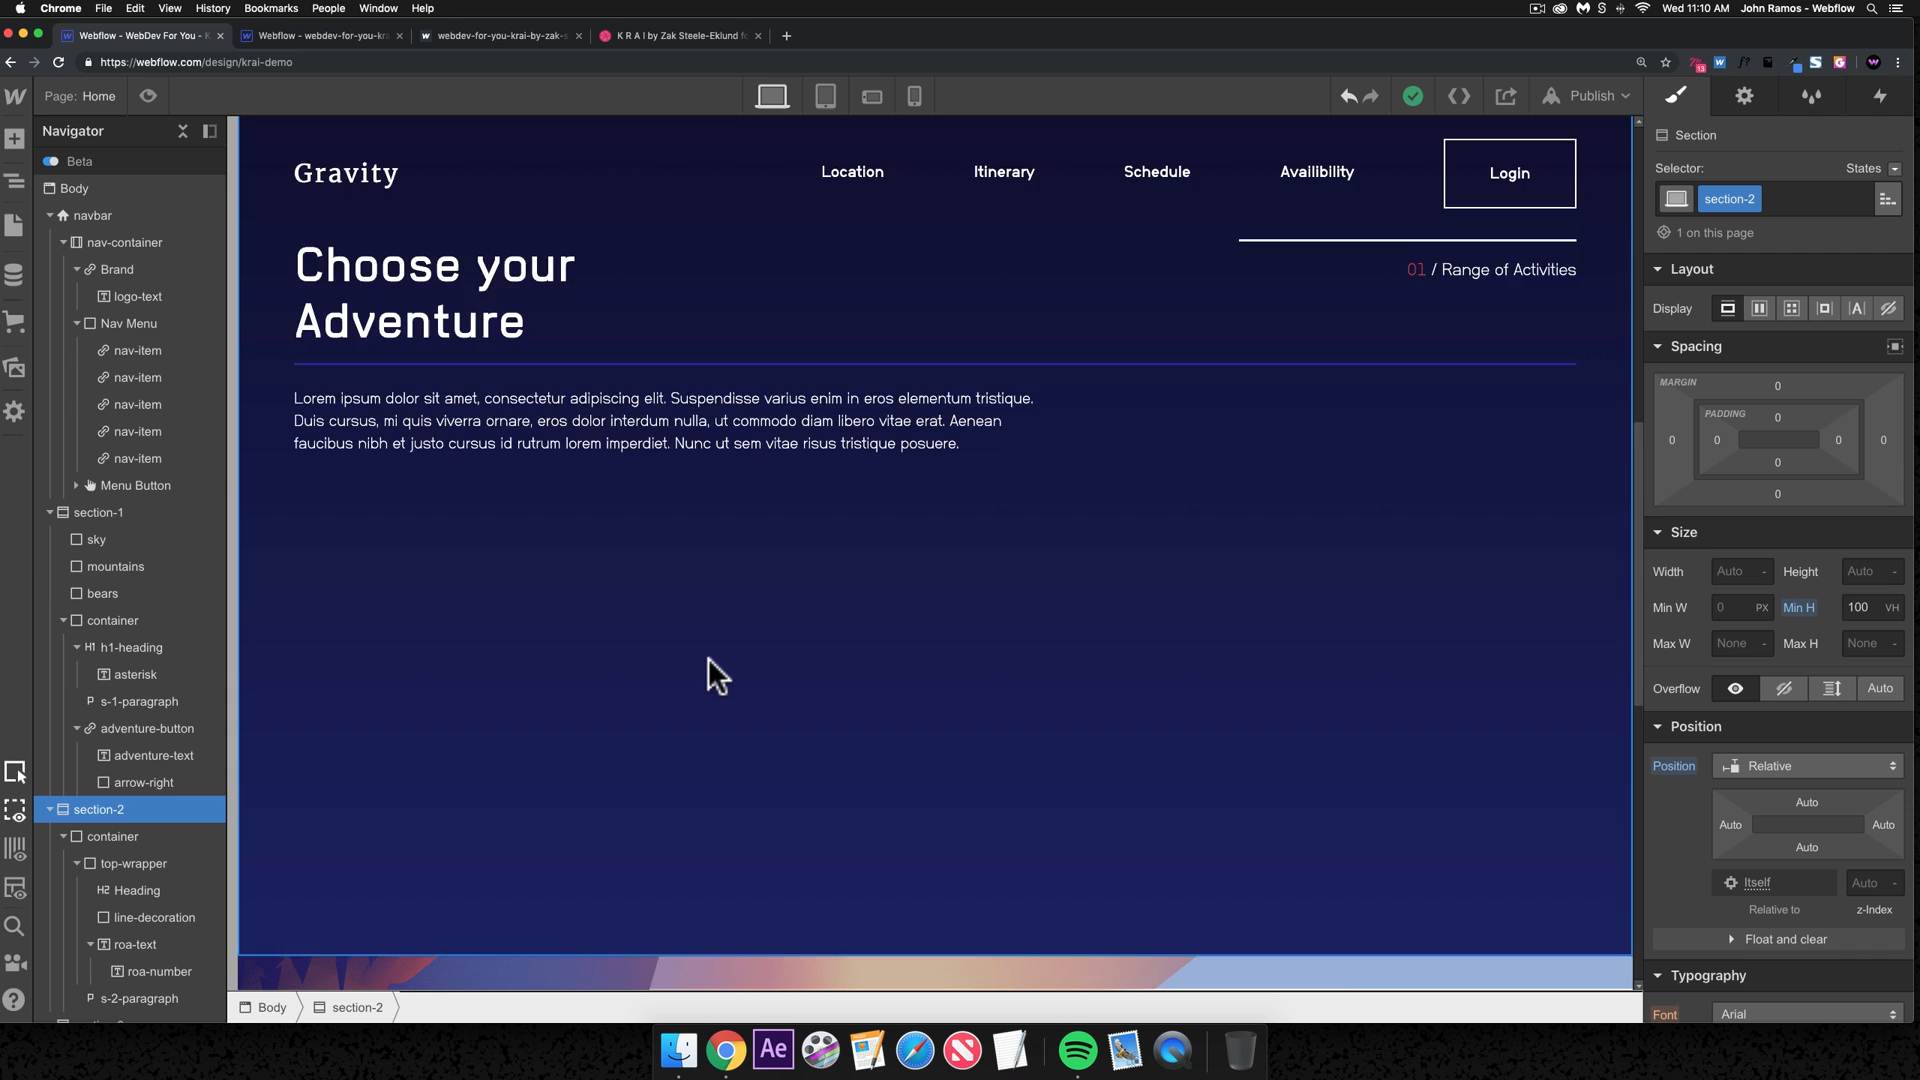 Chrome File Edit View History Bookmarks People Window Help
Wed 11:10 AM John Ramos - Webflow
Webflow - WebDev For You - K
Webflow - webdev-for-you-kra
webdev-for-you-krai-by-zak-s
K R A I by Zak Steele-Eklund fo
https://webflow.com/design/krai-demo
13
Page: Home
Publish
Navigator
Beta
Body
navbar
nav-container
Brand
logo-text
Nav Menu
nav-item
nav-item
nav-item
nav-item
nav-item
Menu Button
section-1
sky
mountains
bears
container
H1 h1-heading
asterisk
P s-1-paragraph
adventure-button
adventure-text
arrow-right
section-2
container
top-wrapper
H2 Heading
line-decoration
roa-text
roa-number
P s-2-paragraph
Gravity
Location
Itinerary
Schedule
Availibility
Login
Choose your
Adventure
01 / Range of Activities
Lorem ipsum dolor sit amet, consectetur adipiscing elit. Suspendisse varius enim in eros elementum tristique.
Duis cursus, mi quis viverra ornare, eros dolor interdum nulla, ut commodo diam libero vitae erat. Aenean
faucibus nibh et justo cursus id rutrum lorem imperdiet. Nunc ut sem vitae risus tristique posuere.
Body
section-2
Section
Selector: States
section-2
1 on this page
Layout
Display
Spacing
MARGIN
0
PADDING
0
0 0 0 0
0
0
Size
Width Auto - Height Auto -
Min W 0 PX Min H 100 VH
Max W None - Max H None -
Overflow Auto
Position
Position Relative
Auto
Auto Auto
Auto
Itself Auto -
Relative to z-Index
Float and clear
Typography
Font Arial
Ae